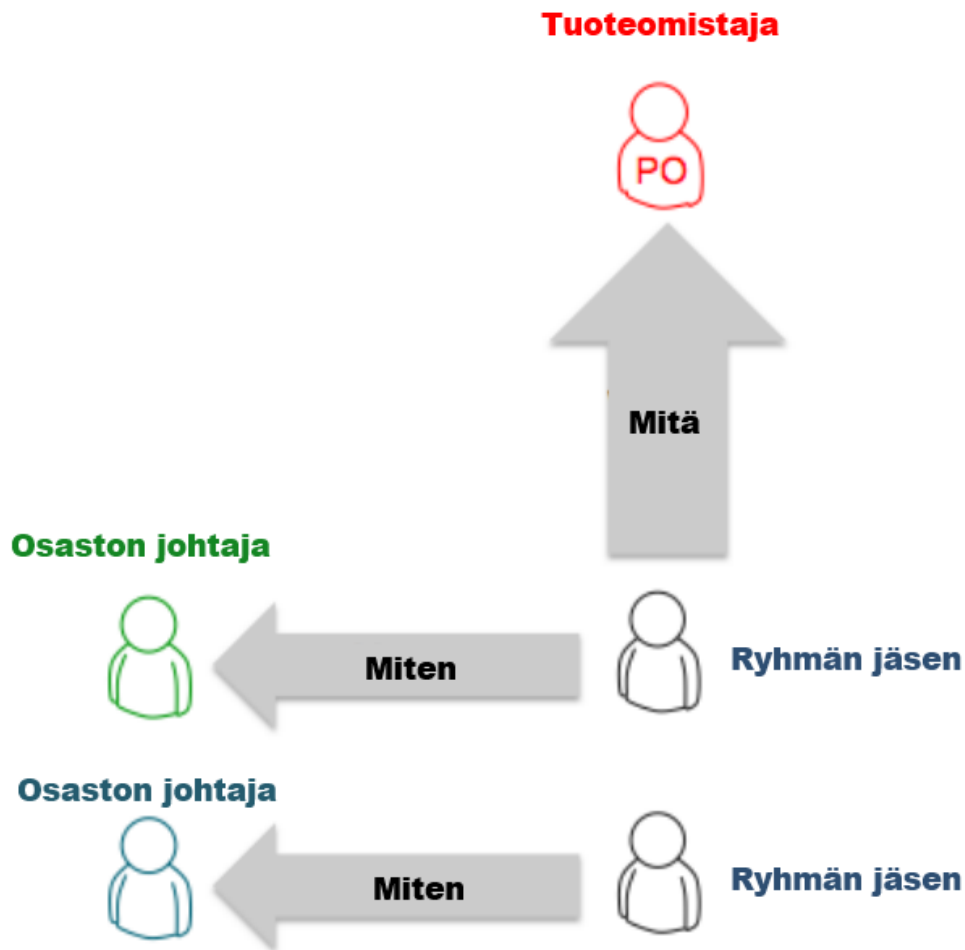 Tuoteomistaja
PO
Mitä
Osaston johtaja
Miten
Ryhmän jäsen
Osaston johtaja
Miten
Ryhmän jäsen